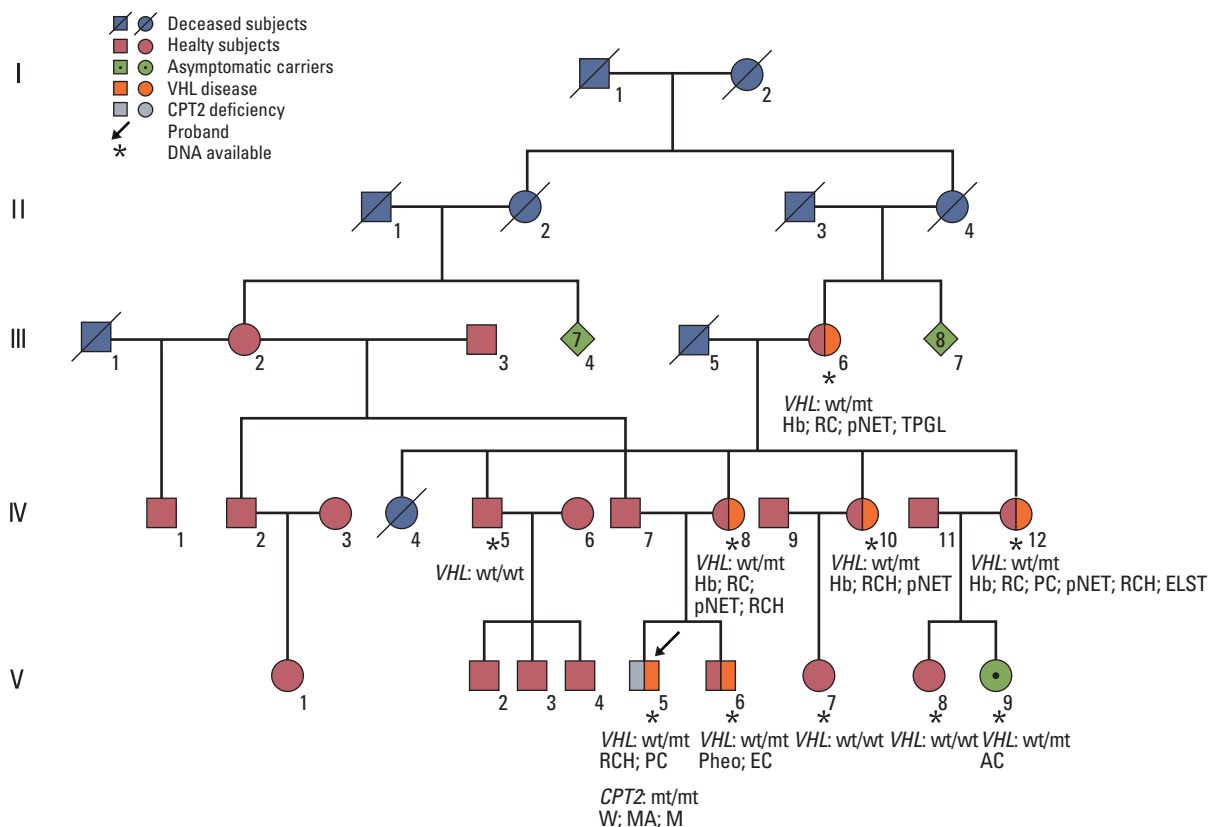 Deceased subjects
Healty subjects
Asymptomatic carriers
VHL disease
CPT2 deficiency
Proband
* DNA available
I
1 2
II
1 2 3 4
III
1 2 3 7 4 5 6 8 7
*
VHL: wt/mt
Hb; RC; pNET; TPGL
IV
1 2 3 4 *5 6 7 *8 9 *10 11 *12
VHL: wt/wt VHL: wt/mt VHL: wt/mt VHL: wt/mt
Hb; RC; Hb; RCH; pNET Hb; RC; PC; pNET; RCH; ELST
pNET; RCH
V
1 2 3 4 5 6 7 8 9
* * * * *
VHL: wt/mt VHL: wt/mt VHL: wt/wt VHL: wt/wt VHL: wt/mt
RCH; PC Pheo; EC AC
CPT2: mt/mt
W; MA; M